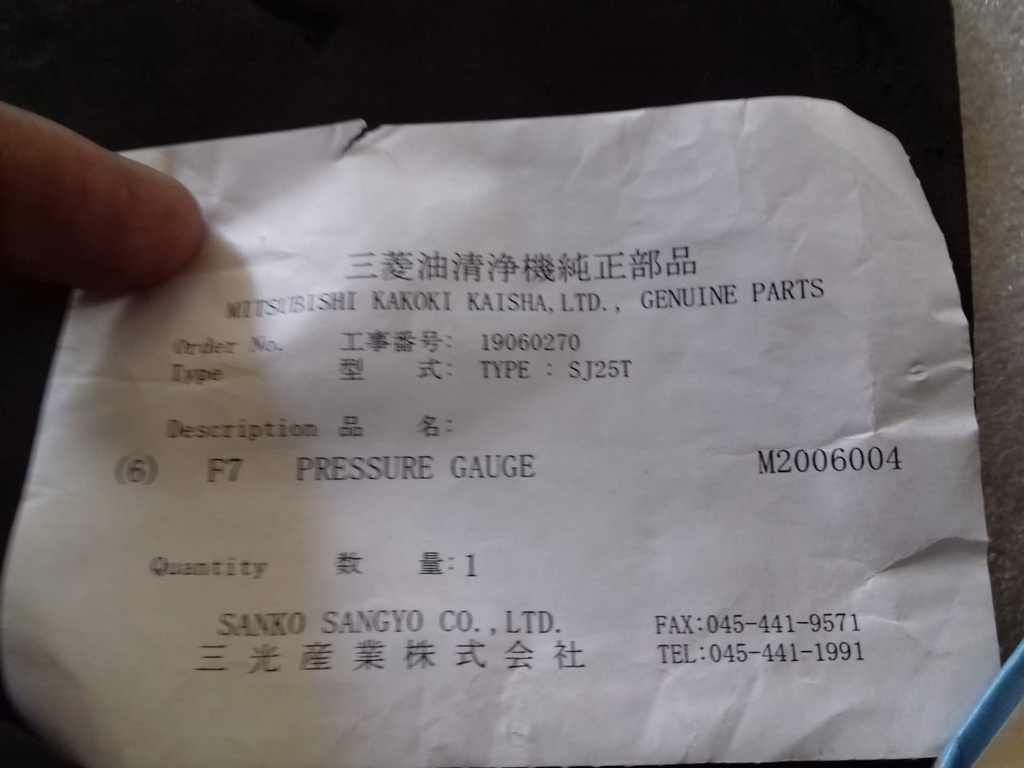 三菱油清浄機純正部品
MITSUBISHI KAKOKI KAISHA,LTD., GENUINE PARTS
Order No. 工事番号: 19060270
Type 型 式: TYPE : SJ25T
Description 品 名:
(6) F7 PRESSURE GAUGE M2006004
Quantity 数 量:1
SANKO SANGYO CO.,LTD. FAX:045-441-9571
三光産業株式会社 TEL:045-441-1991